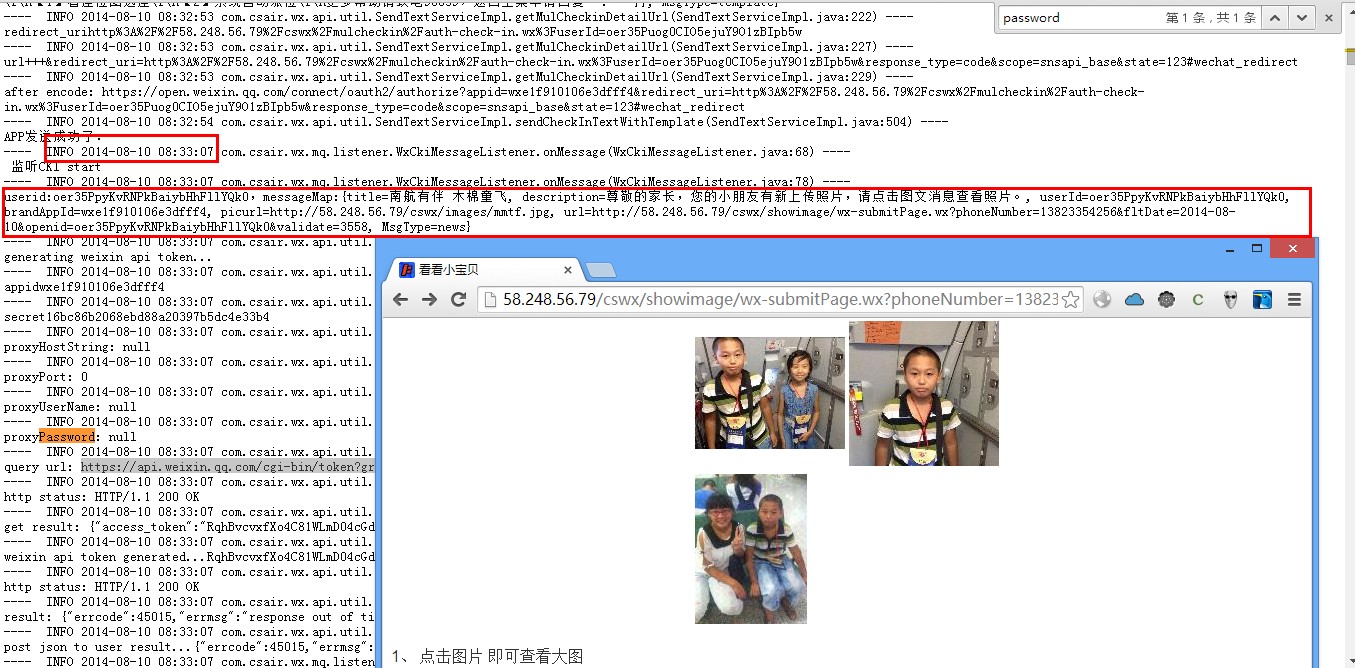 password 第 1 条，共 1 条
---- INFO 2014-08-10 08:32:53 com.csair.wx.api.util.SendTextServiceImpl.getMulCheckinDetailUrl(SendTextServiceImpl.java:222) ----
redirect_urihttp%3A%2F%2F58.248.56.79%2Fcswx%2Fmulcheckin%2Fauth-check-in.wx%3FuserId=oer35PuogOCIO5ejuY9O1zBIpb5w
---- INFO 2014-08-10 08:32:53 com.csair.wx.api.util.SendTextServiceImpl.getMulCheckinDetailUrl(SendTextServiceImpl.java:227) ----
url+++&redirect_uri=http%3A%2F%2F58.248.56.79%2Fcswx%2Fmulcheckin%2Fauth-check-in.wx%3FuserId=oer35PuogOCIO5ejuY9O1zBIpb5w&response_type=code&scope=snsapi_base&state=123#wechat_redirect
---- INFO 2014-08-10 08:32:53 com.csair.wx.api.util.SendTextServiceImpl.getMulCheckinDetailUrl(SendTextServiceImpl.java:229) ----
after encode: https://open.weixin.qq.com/connect/oauth2/authorize?appid=wxe1f910106e3dfff4&redirect_uri=http%3A%2F%2F58.248.56.79%2Fcswx%2Fmulcheckin%2Fauth-check-
in.wx%3FuserId=oer35PuogOCIO5ejuY9O1zBIpb5w&response_type=code&scope=snsapi_base&state=123#wechat_redirect
---- INFO 2014-08-10 08:32:54 com.csair.wx.api.util.SendTextServiceImpl.sendCheckInTextWithTemplate(SendTextServiceImpl.java:504) ----
APP发送成功了.
---- INFO 2014-08-10 08:33:07 com.csair.wx.mq.listener.WxCkiMessageListener.onMessage(WxCkiMessageListener.java:68) ----
监听CKI start
---- INFO 2014-08-10 08:33:07 com.csair.wx.mq.listener.WxCkiMessageListener.onMessage(WxCkiMessageListener.java:78) ----
userid:oer35PpyKvRNPkBaiybHhFllYQk0，messageMap:{title=南航有伴 木棉童飞, description=尊敬的家长，您的小朋友有新上传照片，请点击图文消息查看照片。, userId=oer35PpyKvRNPkBaiybHhFllYQk0,
brandAppId=wxe1f910106e3dfff4, picurl=http://58.248.56.79/cswx/images/mmtf.jpg, url=http://58.248.56.79/cswx/showimage/wx-submitPage.wx?phoneNumber=13823354256&fltDate=2014-08-
10&openid=oer35PpyKvRNPkBaiybHhFllYQk0&validate=3558, MsgType=news}
---- INFO 2014-08-10 08:33:07 com.csair.wx.api.util.
generating weixin api token...
---- INFO 2014-08-10 08:33:07 com.csair.wx.api.util.
appidwxe1f910106e3dfff4
---- INFO 2014-08-10 08:33:07 com.csair.wx.api.util.
secret16bc86b2068ebd88a20397b5dc4e33b4
---- INFO 2014-08-10 08:33:07 com.csair.wx.api.util.
proxyHostString: null
---- INFO 2014-08-10 08:33:07 com.csair.wx.api.util.
proxyPort: 0
---- INFO 2014-08-10 08:33:07 com.csair.wx.api.util.
proxyUserName: null
---- INFO 2014-08-10 08:33:07 com.csair.wx.api.util.
proxyPassword: null
---- INFO 2014-08-10 08:33:07 com.csair.wx.api.util.
query url: https://api.weixin.qq.com/cgi-bin/token?gr
---- INFO 2014-08-10 08:33:07 com.csair.wx.api.util.
http status: HTTP/1.1 200 OK
---- INFO 2014-08-10 08:33:07 com.csair.wx.api.util.
get result: {"access_token":"RqhBvcvxfXo4C81WLmDO4cGd
---- INFO 2014-08-10 08:33:07 com.csair.wx.api.util.
weixin api token generated...RqhBvcvxfXo4C81WLmDO4cGd
---- INFO 2014-08-10 08:33:07 com.csair.wx.api.util.
http status: HTTP/1.1 200 OK
---- INFO 2014-08-10 08:33:07 com.csair.wx.api.util.
result: {"errcode":45015,"errmsg":"response out of ti
---- INFO 2014-08-10 08:33:07 com.csair.wx.api.util.
post json to user result...{"errcode":45015,"errmsg":
---- INFO 2014-08-10 08:33:07 com.csair.wx.mq.listen
看看小宝贝
58.248.56.79/cswx/showimage/wx-submitPage.wx?phoneNumber=13823
1、 点击图片 即可查看大图